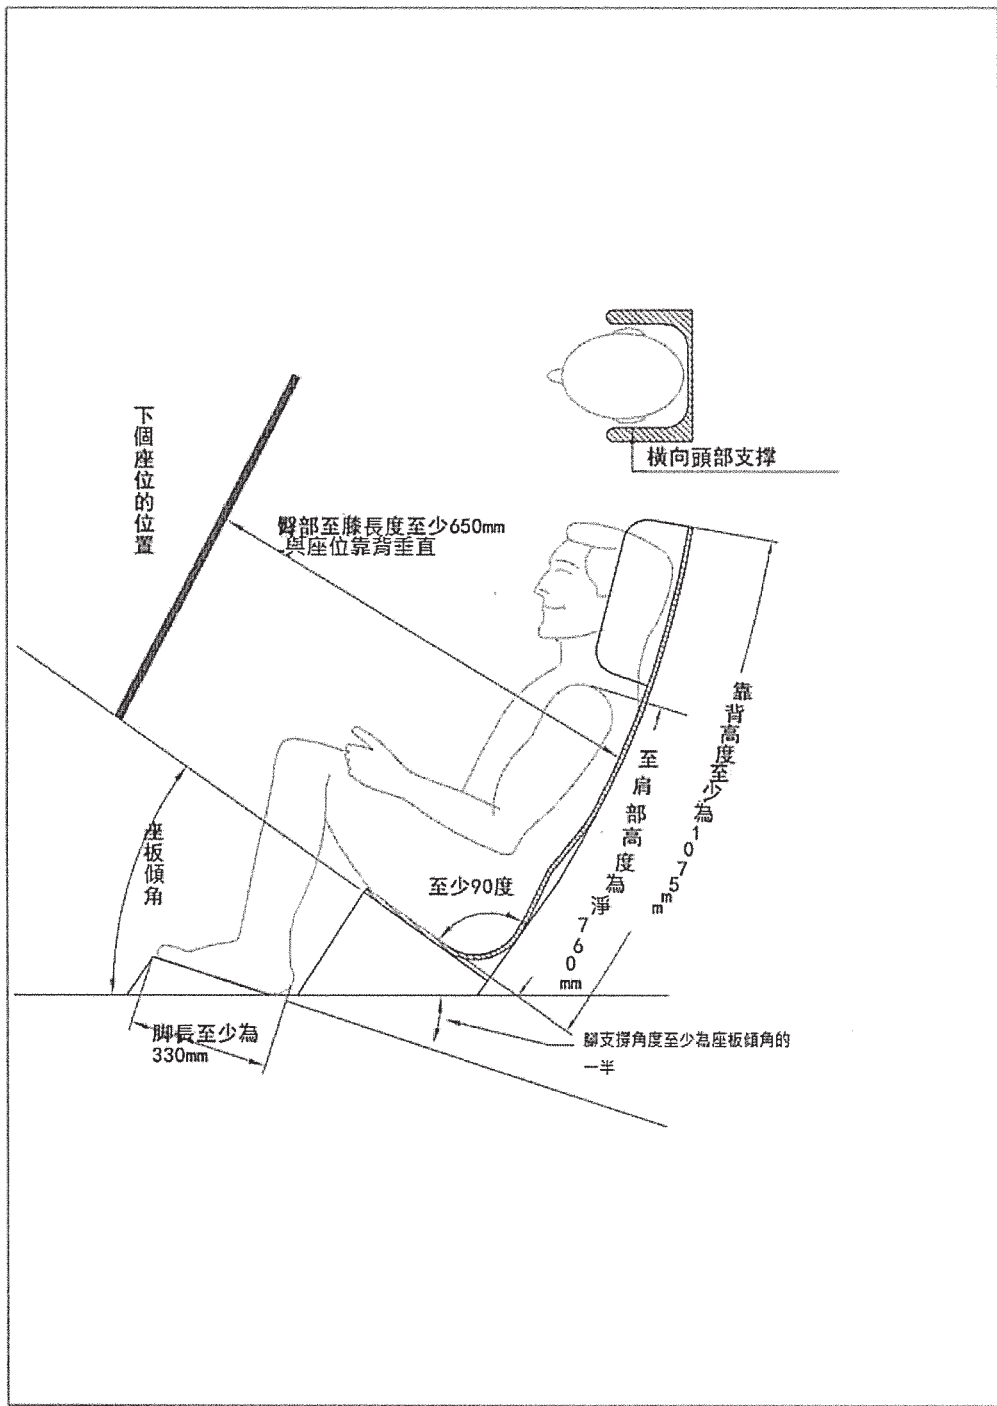 橫向頭部支撐
下個座位的位置
臀部至膝長度至少650mm
與座位靠背垂直
靠背高度至少為1075mm
至肩部高度為淨760mm
座板傾角
至少90度
脚長至少為
330mm
腳支撐角度至少為座板傾角的
一半